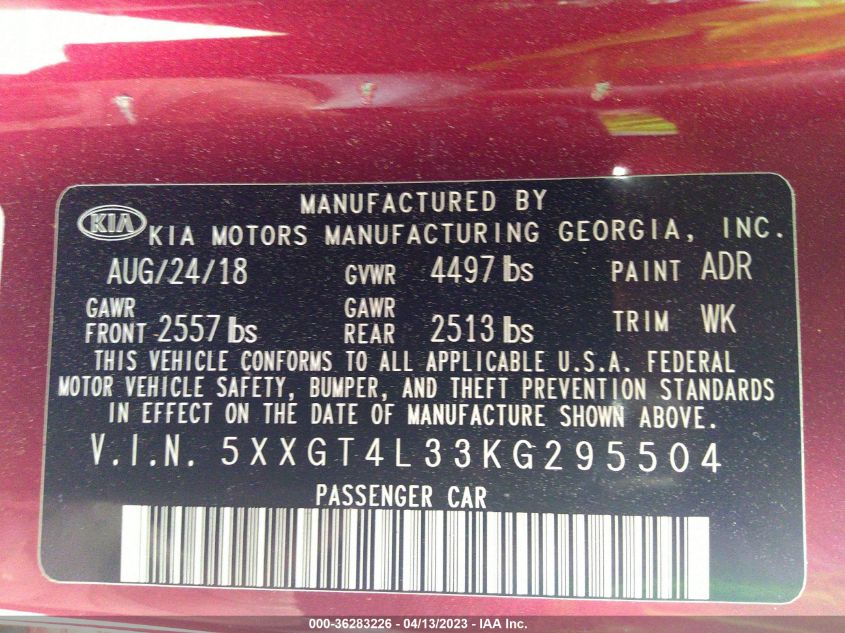 MANUFACTURED BY
KIA KIA MOTORS MANUFACTURING GEORGIA, INC.
AUG/24/18 GVWR 4497 lbs PAINT ADR
GAWR FRONT 2557 lbs GAWR REAR 2513 lbs TRIM WK
THIS VEHICLE CONFORMS TO ALL APPLICABLE U.S.A. FEDERAL
MOTOR VEHICLE SAFETY, BUMPER, AND THEFT PREVENTION STANDARDS
IN EFFECT ON THE DATE OF MANUFACTURE SHOWN ABOVE.
V.I.N. 5XXGT4L33KG295504
PASSENGER CAR
000-36283226 - 04/13/2023 - IAA Inc.